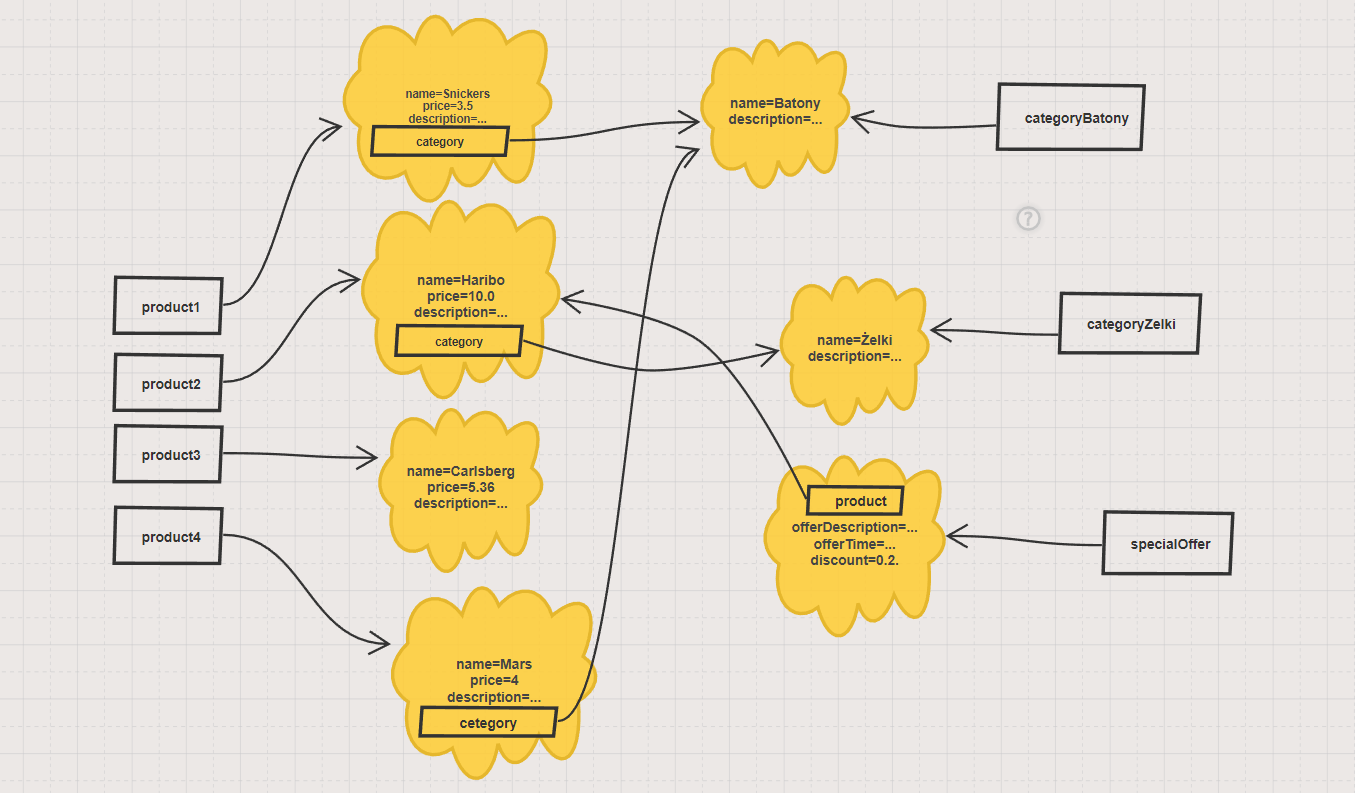 name=Snickers
price=3.5
description=...
category
name=Batony
description=...
categoryBatony
?
product1
name=Haribo
price=10.0
description=...
category
name=Żelki
description=...
categoryZelki
product2
product3
name=Carlsberg
price=5.36
description=...
product
offerDescription=...
offerTime=...
discount=0.2.
specialOffer
product4
name=Mars
price=4
description=...
cetegory